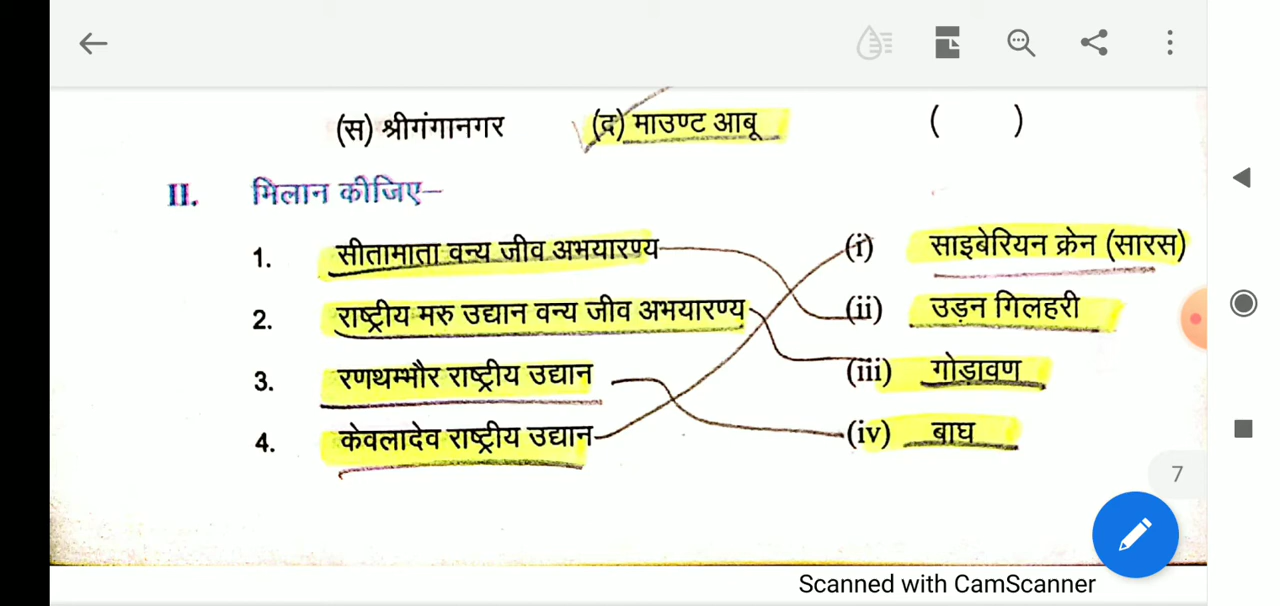 (स) श्रीगंगानगर (द) माउण्ट आबू ( )
II. मिलान कीजिए–
1. सीतामाता वन्य जीव अभयारण्य (i) साइबेरियन क्रेन (सारस)
2. राष्ट्रीय मरु उद्यान वन्य जीव अभयारण्य (ii) उड़न गिलहरी
3. रणथम्भौर राष्ट्रीय उद्यान (iii) गोड़ावण
4. केवलादेव राष्ट्रीय उद्यान (iv) बाघ
7
Scanned with CamScanner